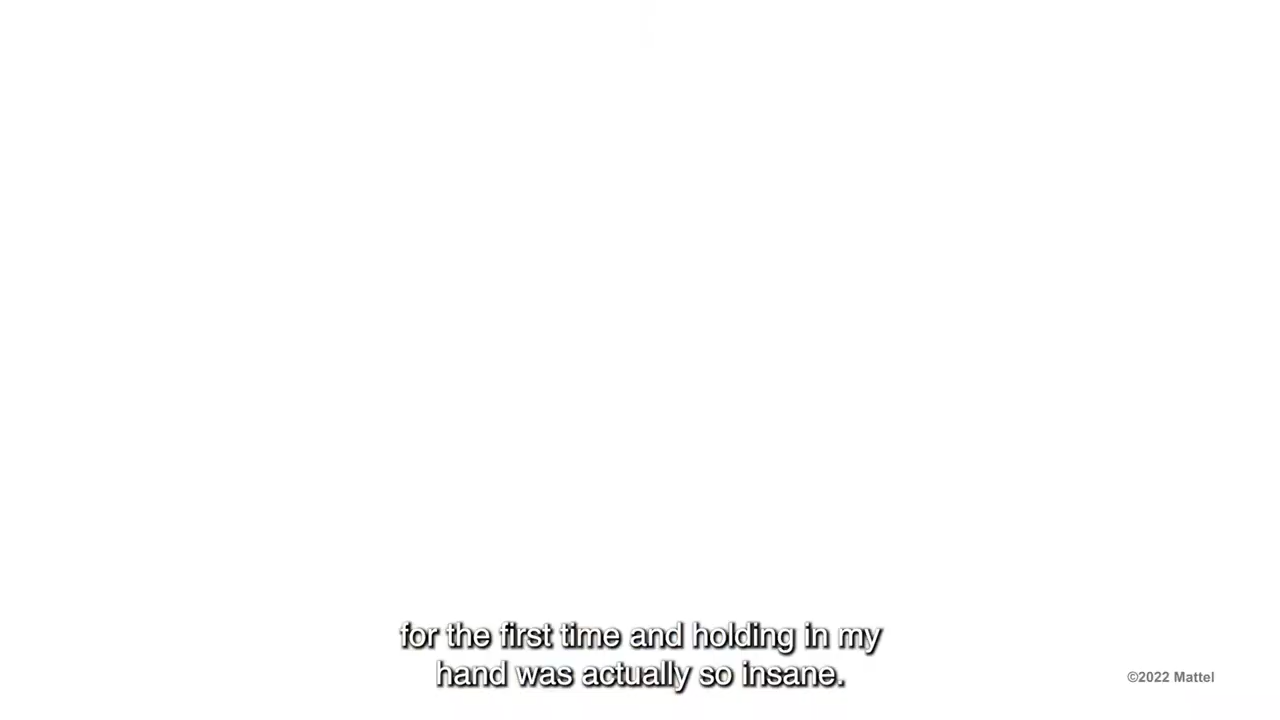 for the first time and holding in my
hand was actually so insane.
©2022 Mattel